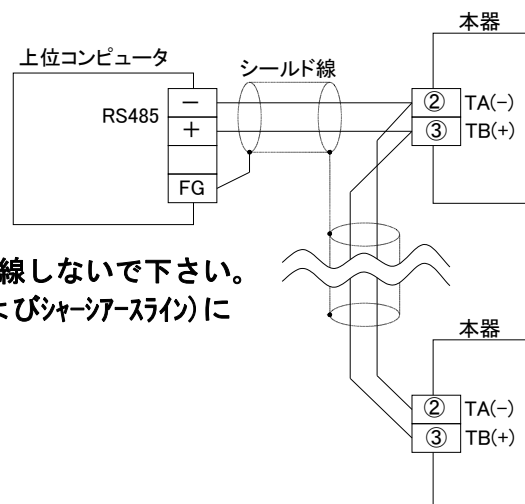 本器
上位コンピュータ
シールド線
RS485
−
+
FG
② TA(-)
③ TB(+)
線しないで下さい。
よびシャーシアースライン)に
本器
② TA(-)
③ TB(+)